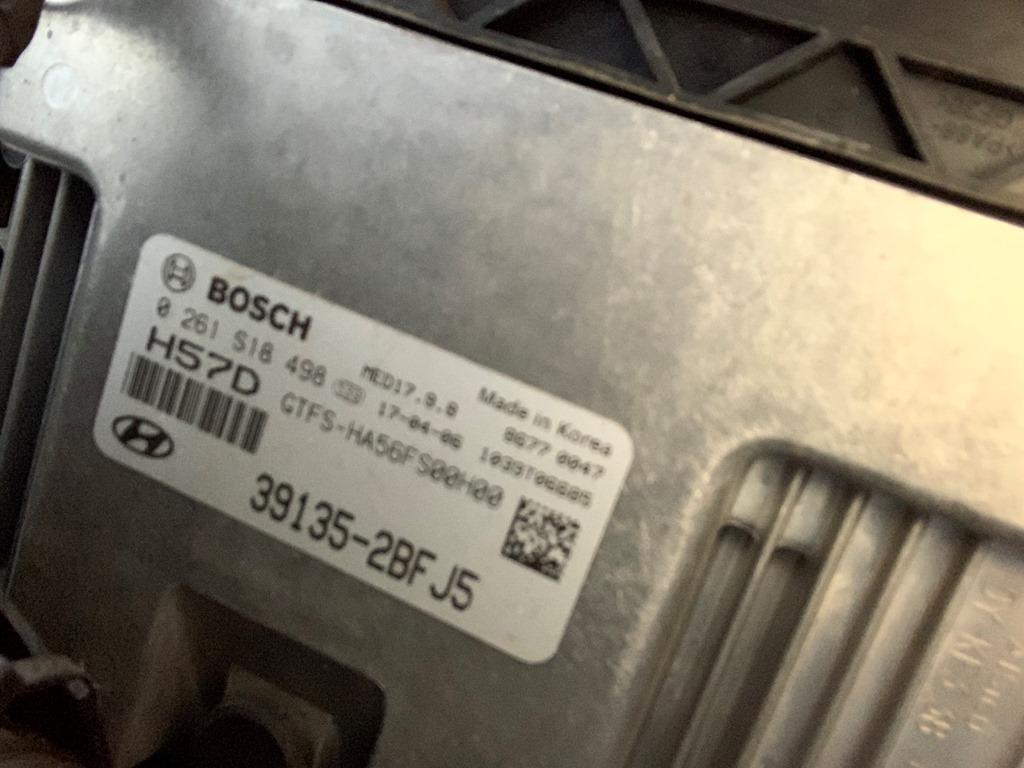 BOSCH
0 261 S18 498 MED17.9.8 Made in Korea
H57D 17-04-06 8677 0047
GTFS-HA56FS00H00
39135-2BFJ5